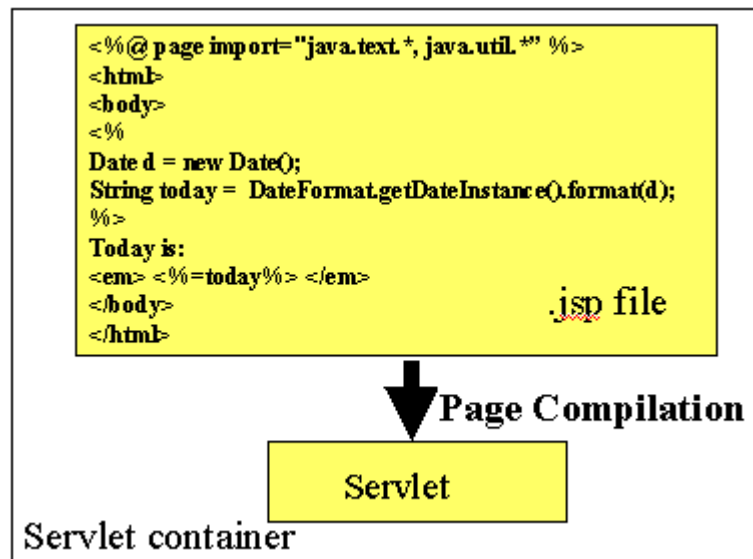 <%@ page import="java.text.*, java.util.*” %>
<html>
<body>
<%
Date d = new Date();
String today = DateFormat.getDateInstance().format(d);
%>
Today is:
<em> <%=today%> </em>
</body>
.jsp file
</html>
Page Compilation
Servlet
Servlet container